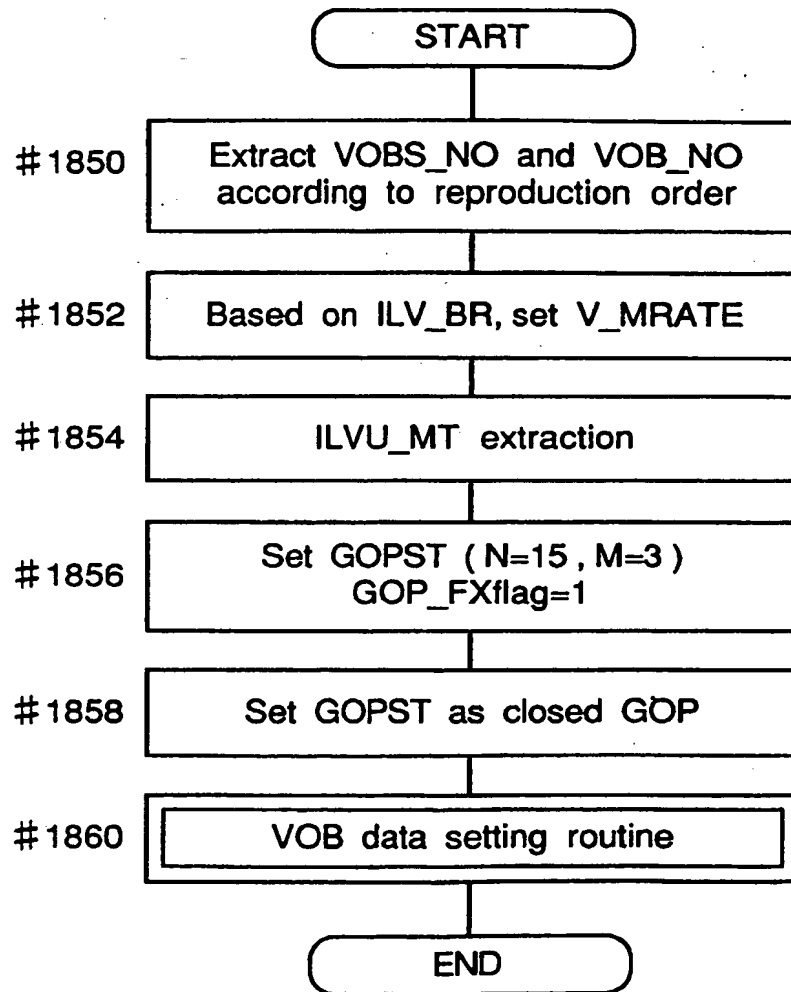 START
#1850
Extract VOBS_NO and VOB_NO
according to reproduction order
#1852
Based on ILV_BR, set V_MRATE
#1854
ILVU_MT extraction
#1856
Set GOPST ( N=15 , M=3 )
GOP_FXflag=1
#1858
Set GOPST as closed GOP
#1860
VOB data setting routine
END